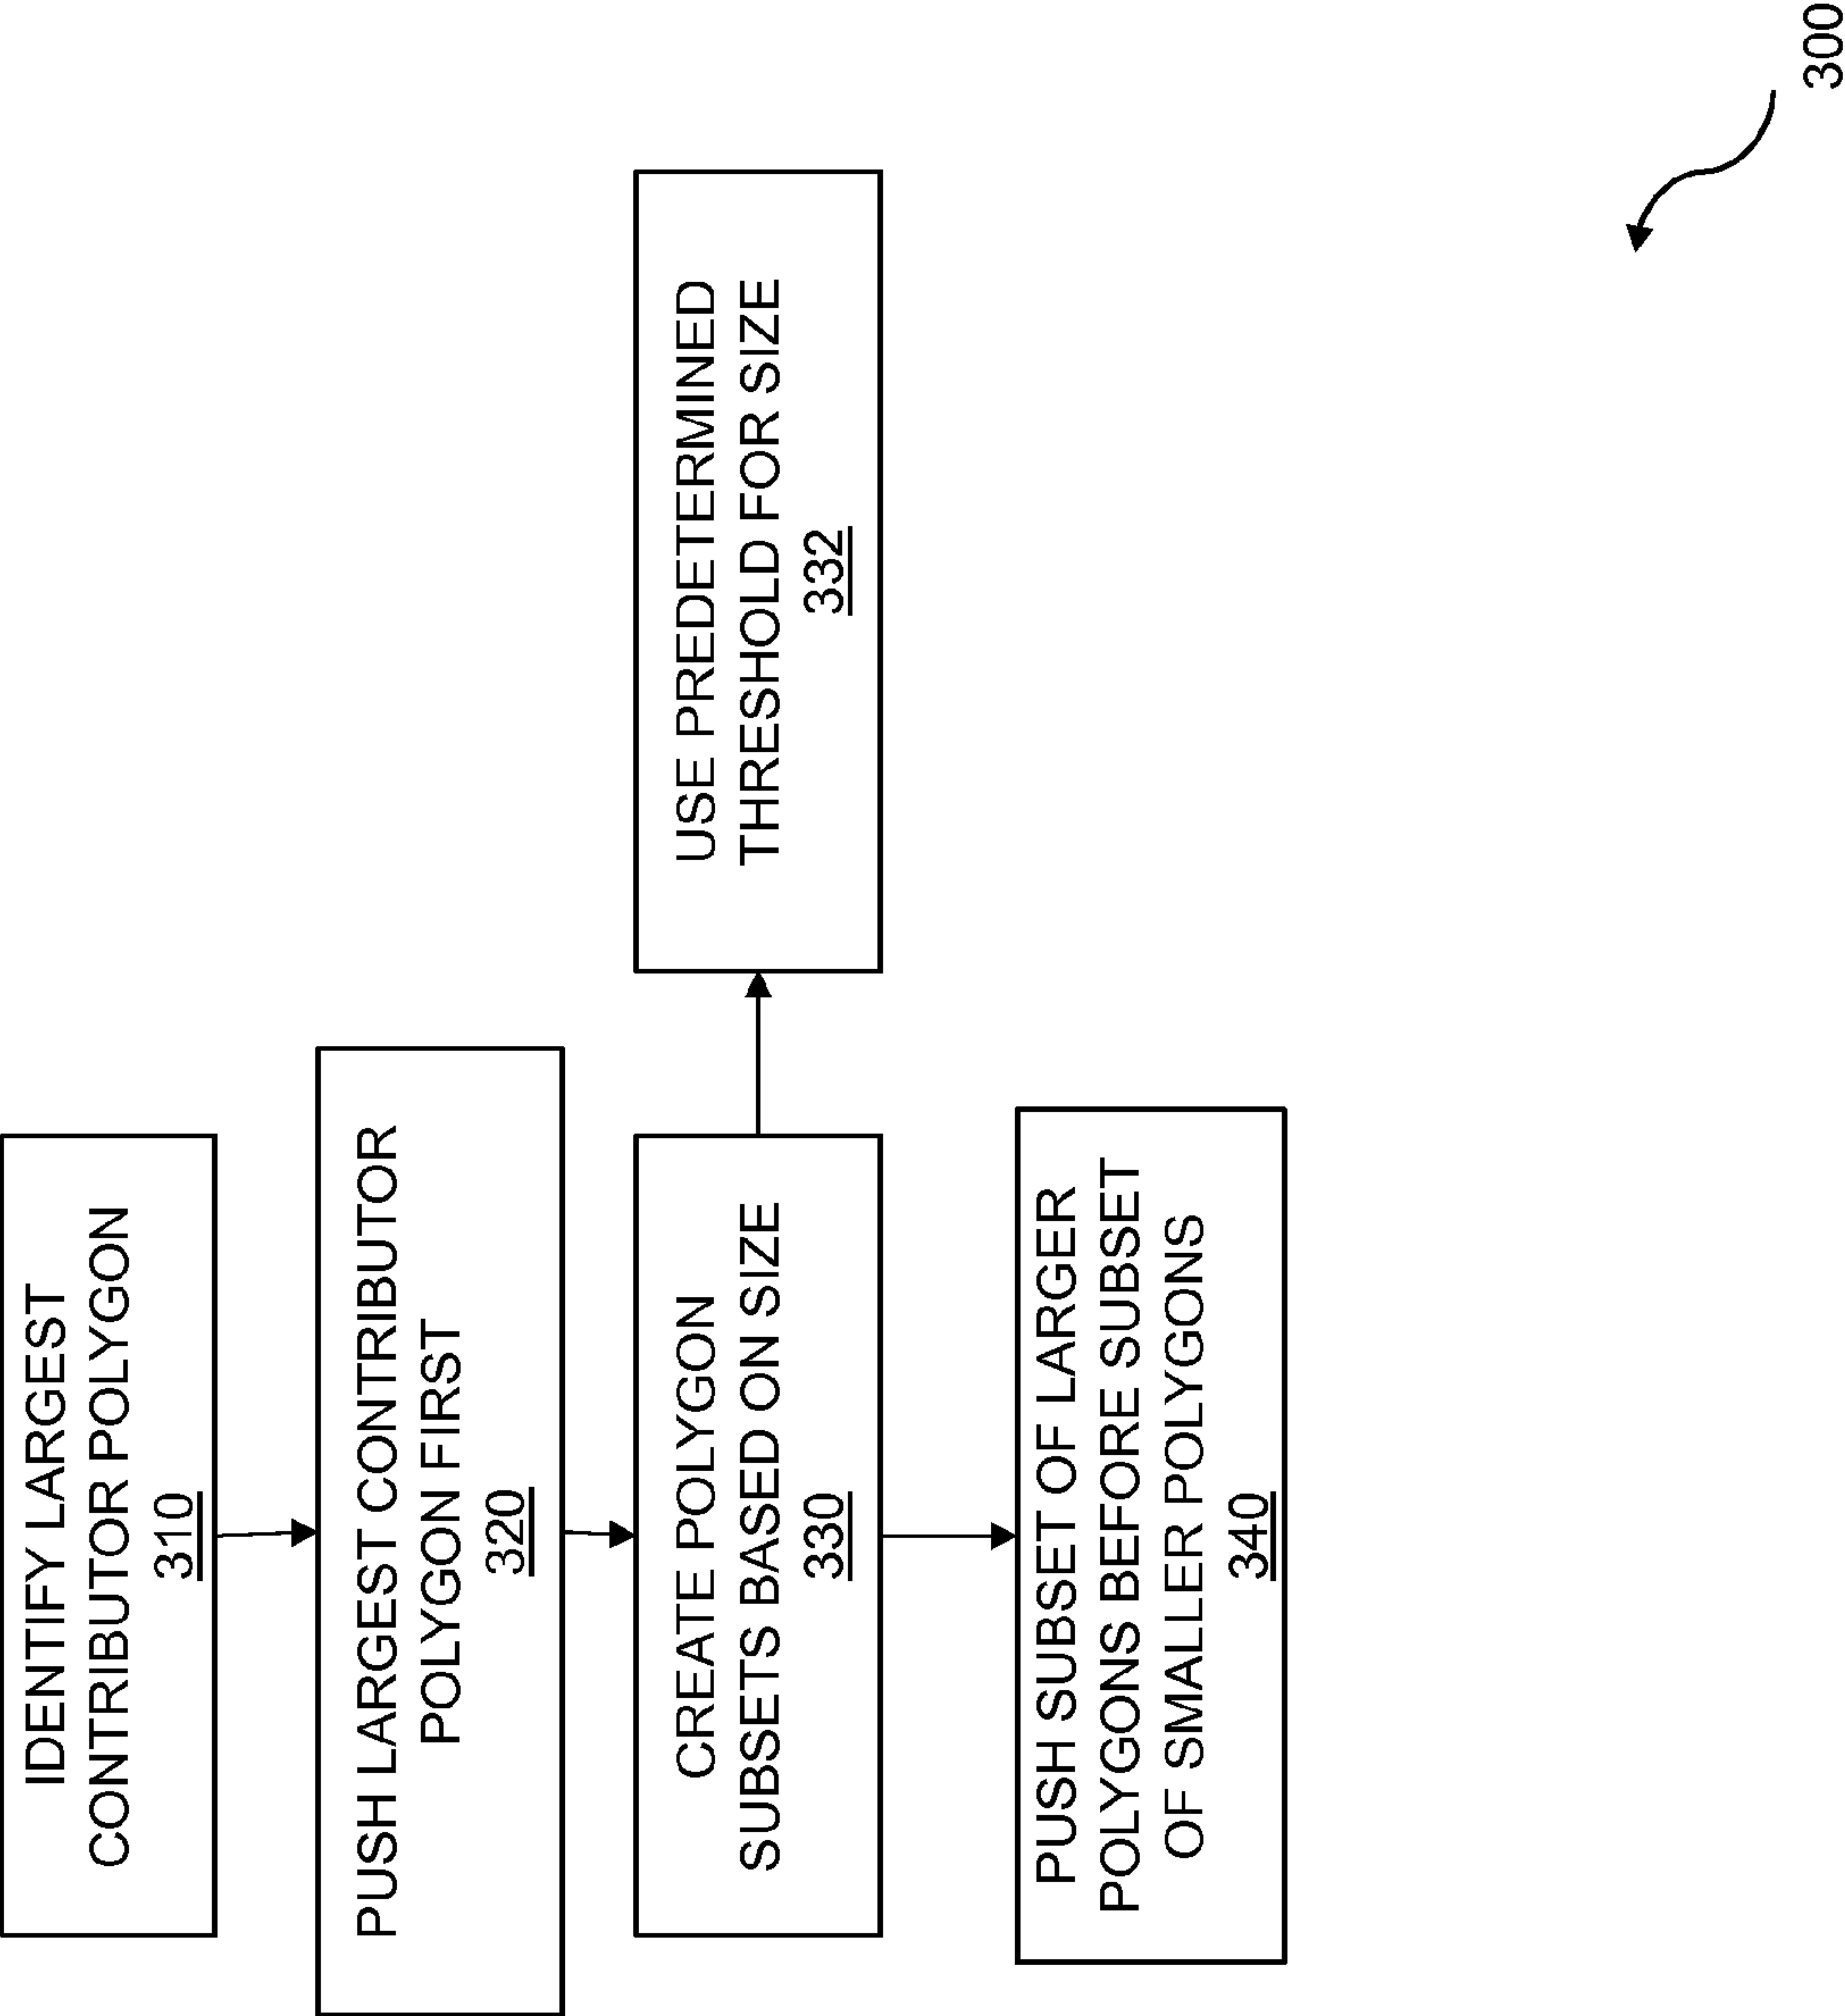 IDENTIFY LARGEST
CONTRIBUTOR POLYGON
310
PUSH LARGEST CONTRIBUTOR
POLYGON FIRST
320
CREATE POLYGON
SUBSETS BASED ON SIZE
330
USE PREDETERMINED
THRESHOLD FOR SIZE
332
PUSH SUBSET OF LARGER
POLYGONS BEFORE SUBSET
OF SMALLER POLYGONS
340
300